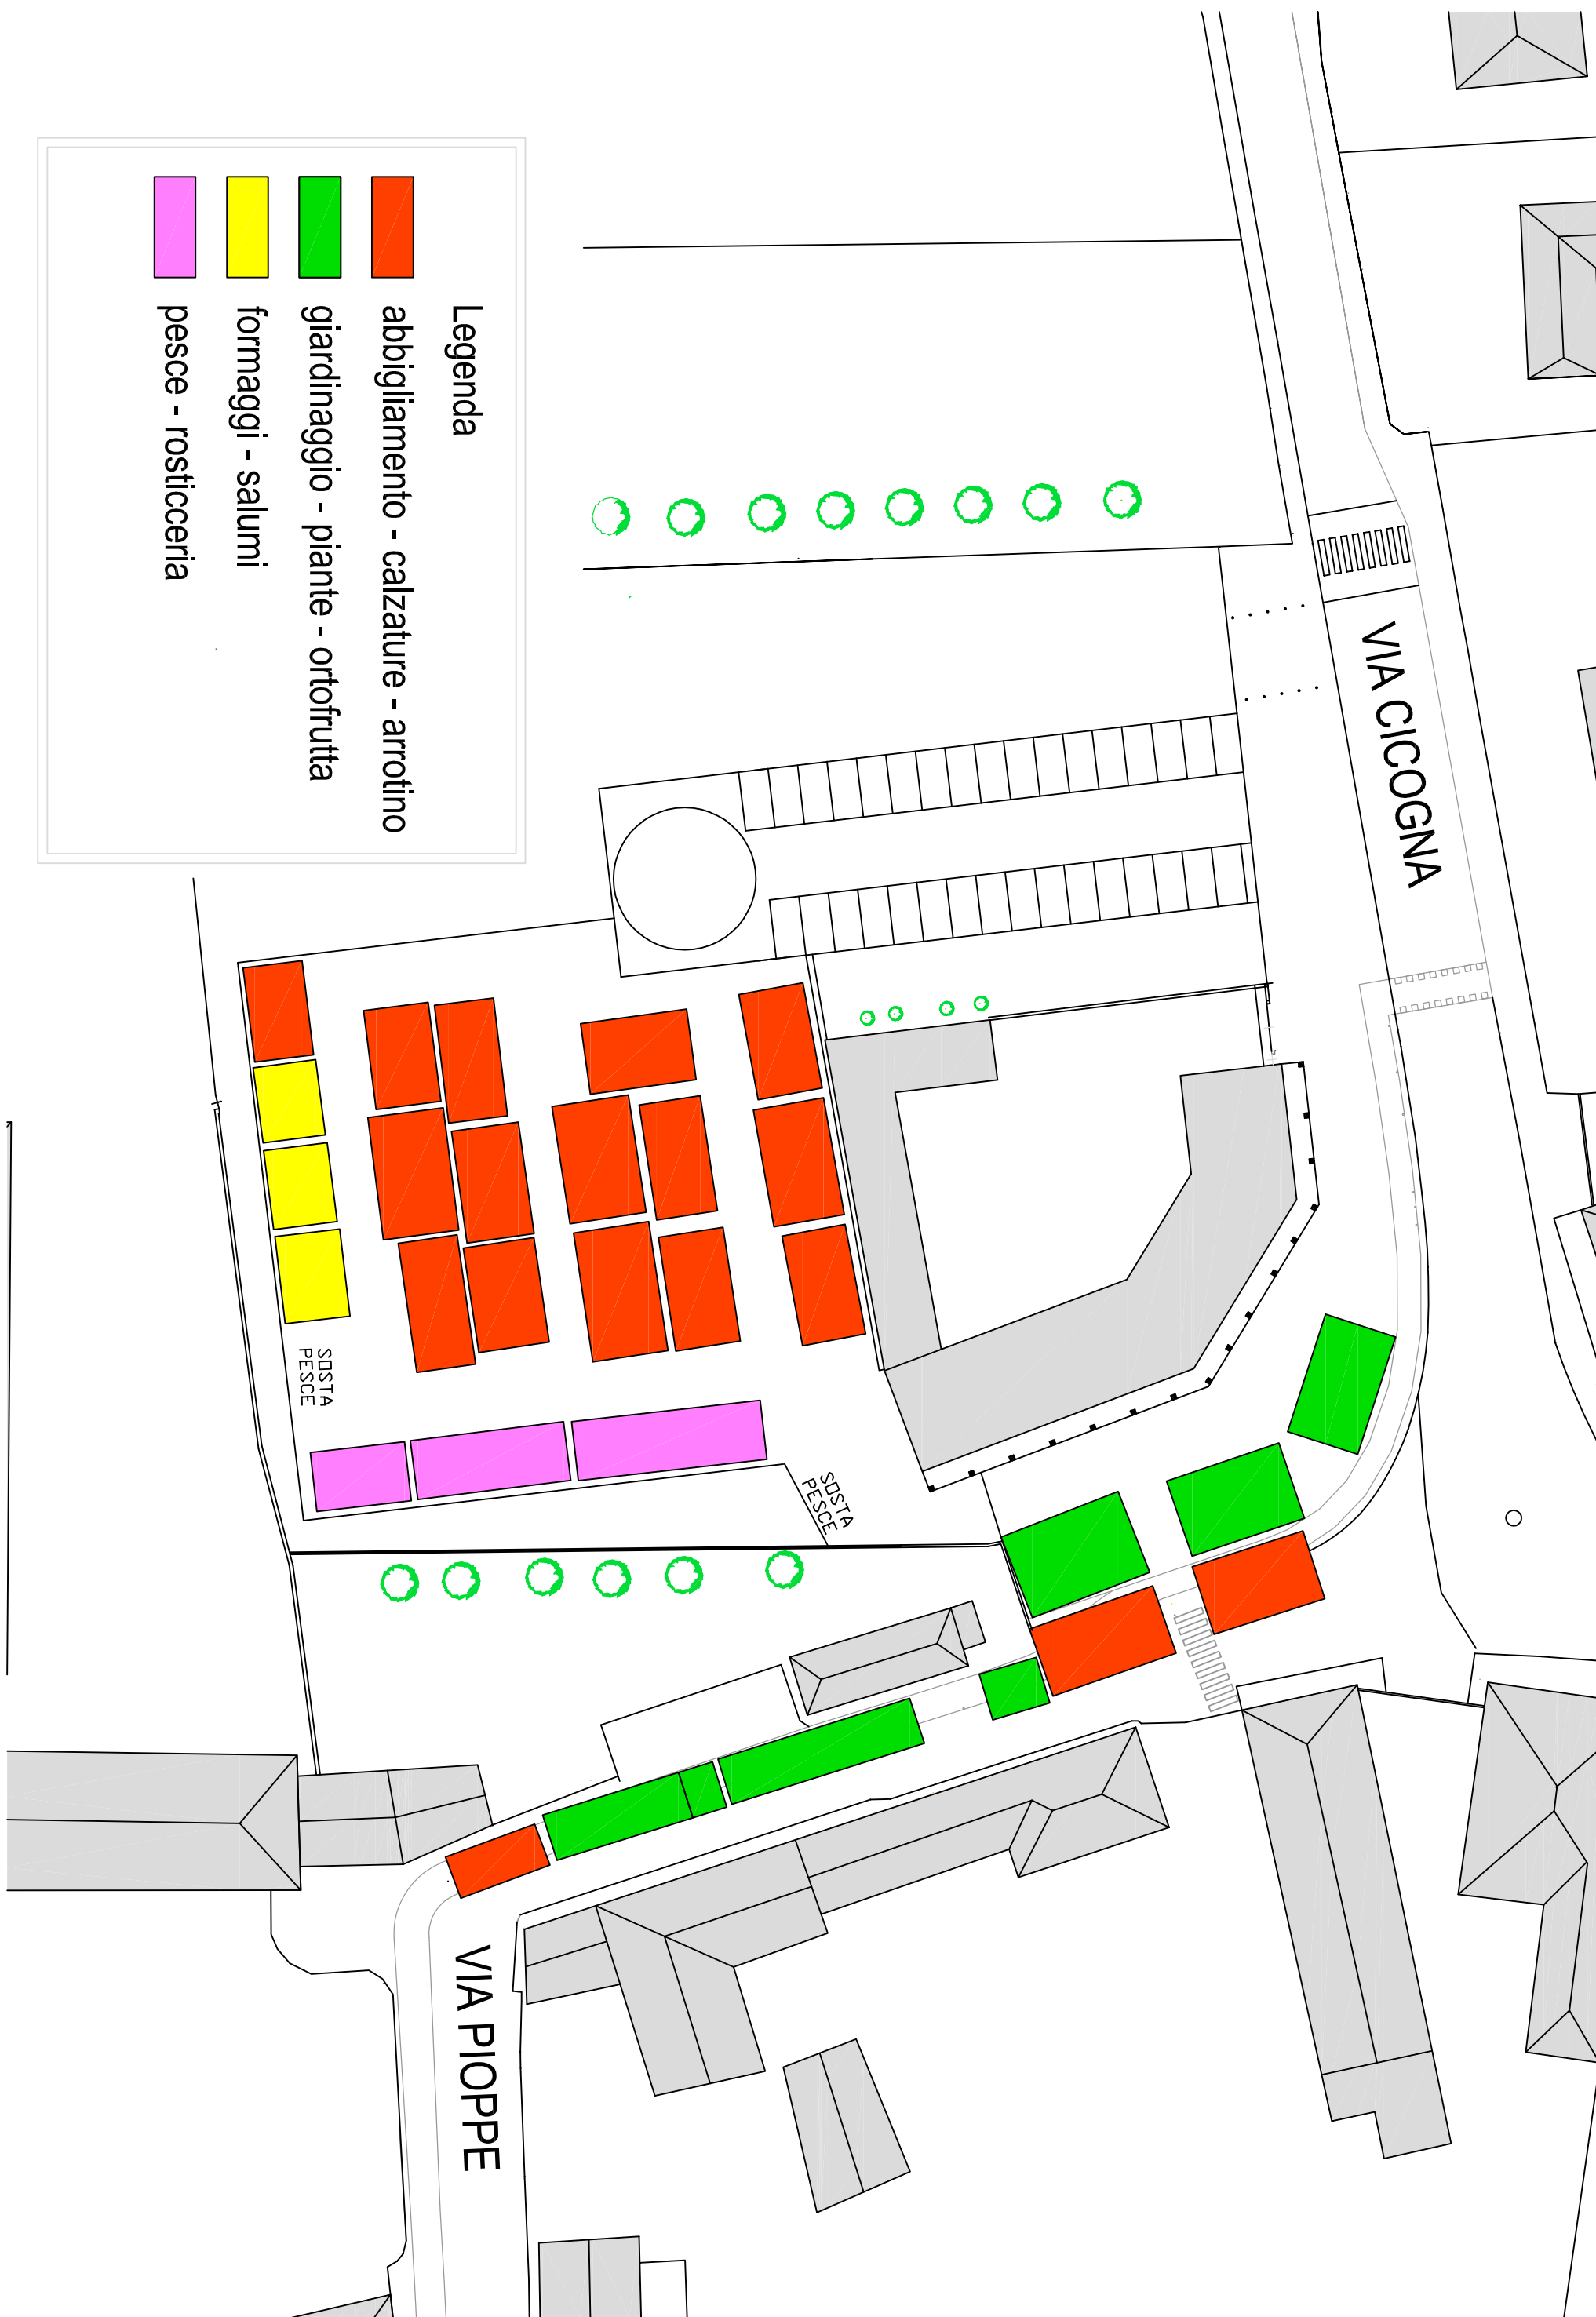 Legenda
abbigliamento - calzature - arrotino
giardinaggio - piante - ortofrutta
formaggi - salumi
pesce - rosticceria
VIA CICOGNA
SOSTA
PESCE
SOSTA
PESCE
VIA PIOPPE